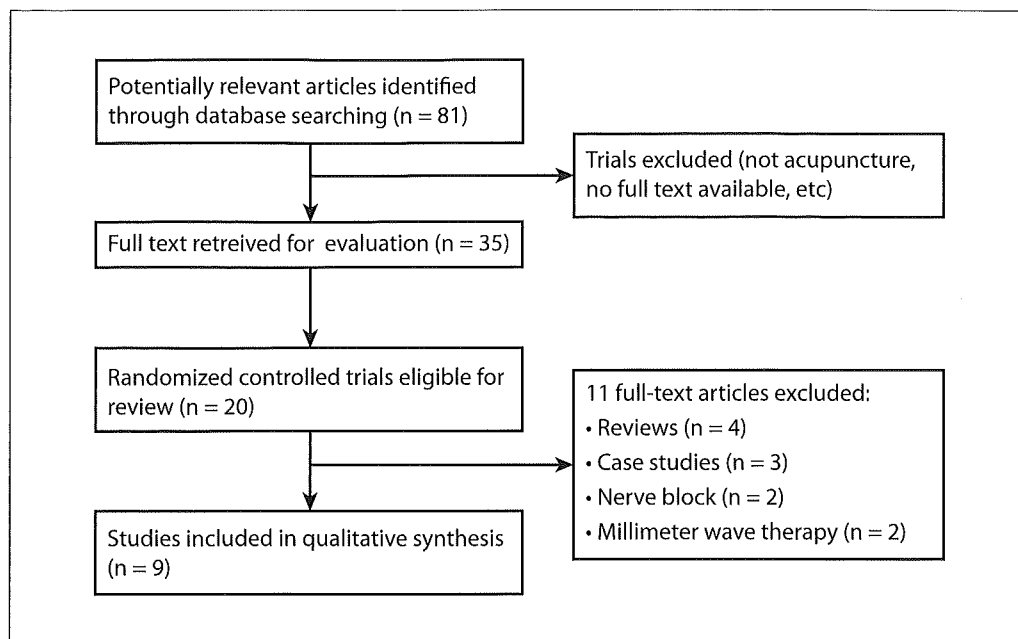 Potentially relevant articles identified
through database searching (n = 81)
Trials excluded (not acupuncture,
no full text available, etc)
Full text retreived for evaluation (n = 35)
Randomized controlled trials eligible for
review (n = 20)
11 full-text articles excluded:
• Reviews (n = 4)
• Case studies (n = 3)
• Nerve block (n = 2)
• Millimeter wave therapy (n = 2)
Studies included in qualitative synthesis
(n = 9)